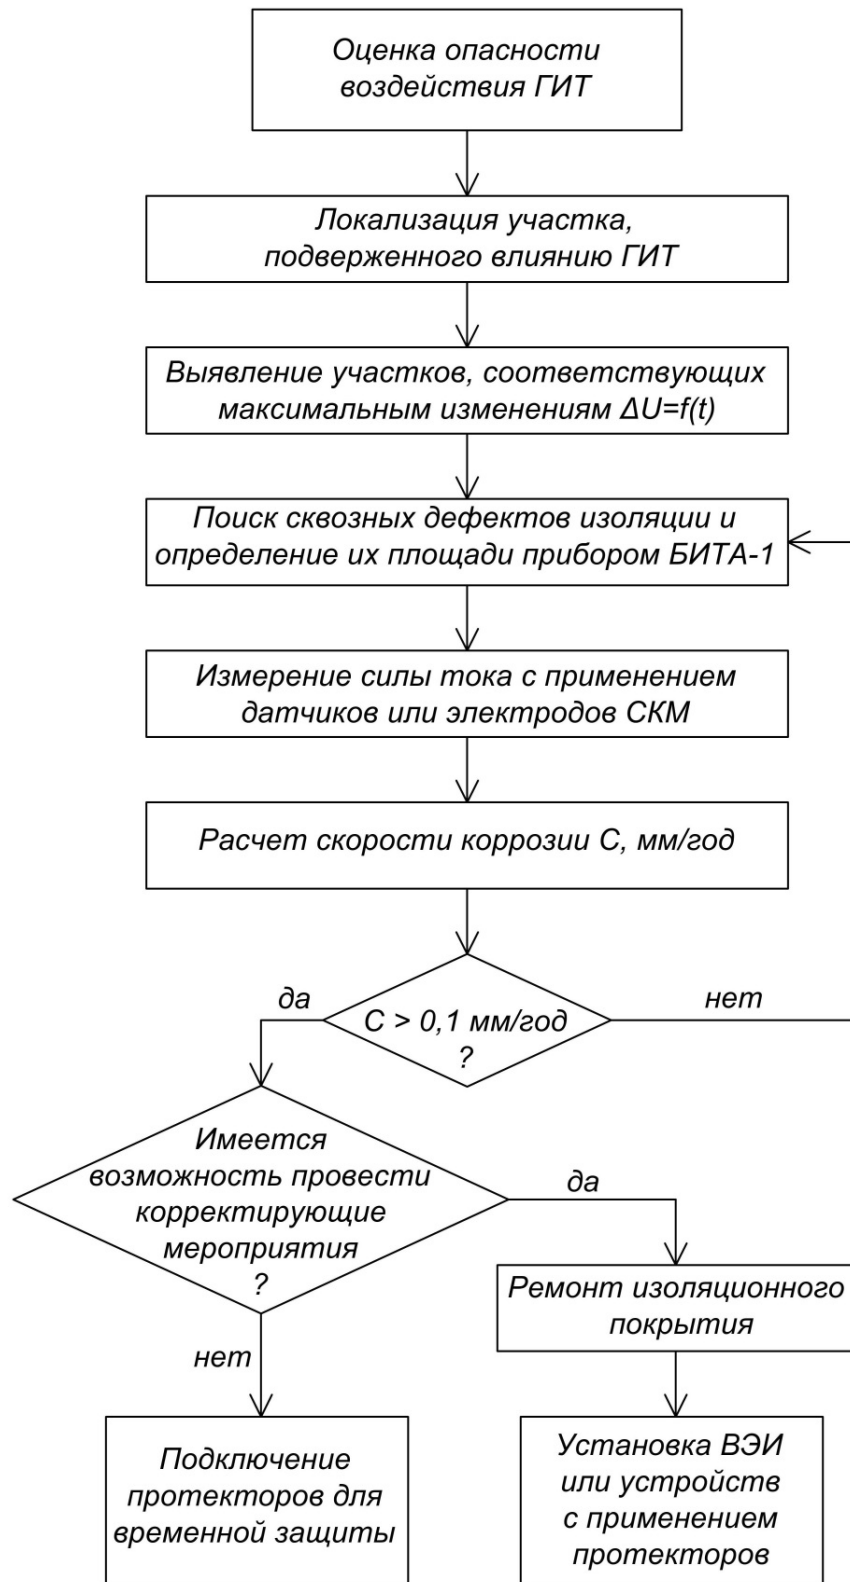 Оценка опасности
воздействия ГИТ
Локализация участка,
подверженного влиянию ГИТ
Выявление участков, соответствующих
максимальным изменениям ΔU=f(t)
Поиск сквозных дефектов изоляции и
определение их площади прибором БИТА-1
Измерение силы тока с применением
датчиков или электродов СКМ
Расчет скорости коррозии С, мм/год
да
нет
С > 0,1 мм/год
?
Имеется
возможность провести
корректирующие
мероприятия
?
да
Ремонт изоляционного
покрытия
нет
Подключение
протекторов для
временной защиты
Установка ВЭИ
или устройств
с применением
протекторов